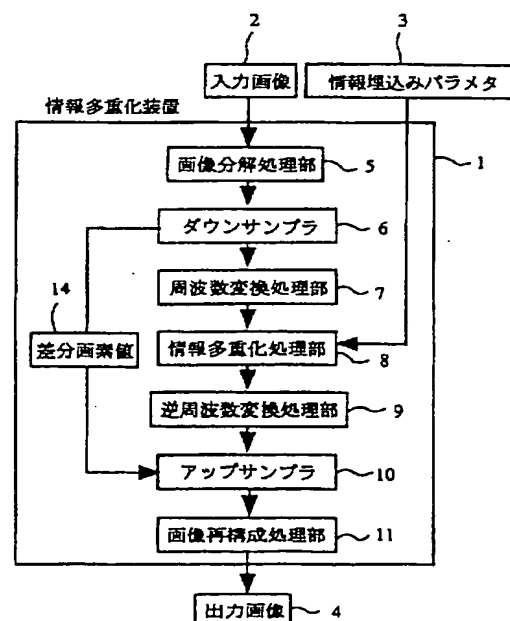 2
3
入力画像
情報埋込みパラメタ
情報多重化装置
1
画像分解処理部
5
ダウンサンプラ
6
周波数変換処理部
7
14
差分画素値
情報多重化処理部
8
逆周波数変換処理部
9
アップサンプラ
10
画像再構成処理部
11
出力画像
4